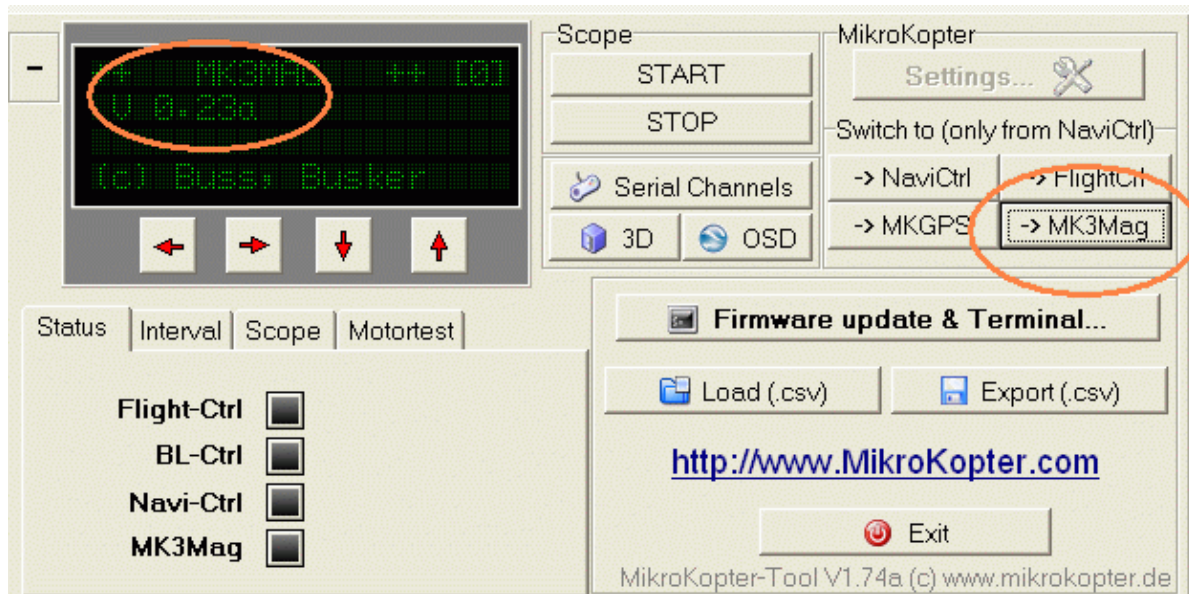 -
++ MK3MAG ++ [0]
V 0.23a
(c) Buss, Busker
Scope
START
STOP
Serial Channels
3D
OSD
MikroKopter
Settings...
Switch to (only from NaviCtrl)
-> NaviCtrl
-> FlightCtrl
-> MKGPS
-> MK3Mag
Status
Interval
Scope
Motortest
Flight-Ctrl
BL-Ctrl
Navi-Ctrl
MK3Mag
Firmware update & Terminal...
Load (.csv)
Export (.csv)
http://www.MikroKopter.com
Exit
MikroKopter-Tool V1.74a (c) www.mikrokopter.de